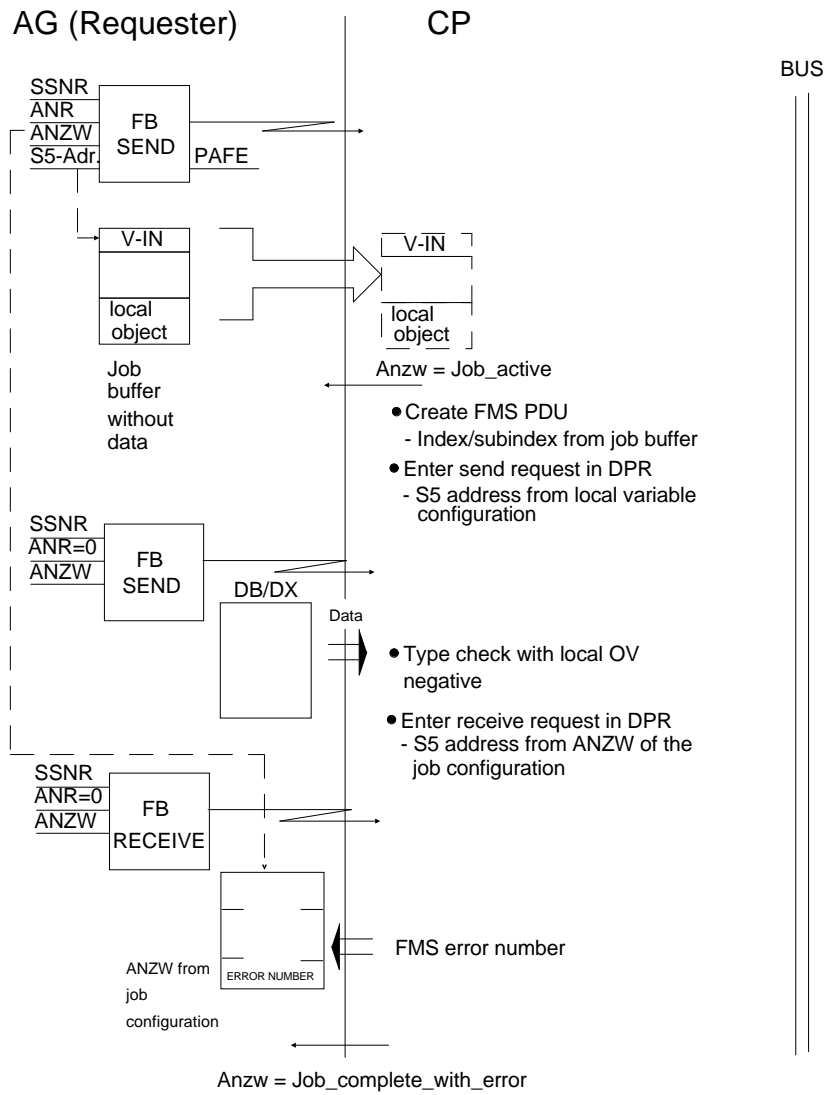 AG (Requester)
CP
BUS
SSNR
ANR
ANZW
S5-Adr.
FB
SEND
PAFE
V-IN
local
object
V-IN
local
object
Job
buffer
without
data
Anzw = Job_active
Create FMS PDU
- Index/subindex from job buffer
Enter send request in DPR
- S5 address from local variable
configuration
SSNR
ANR=0
ANZW
FB
SEND
DB/DX
Data
Type check with local OV
negative
Enter receive request in DPR
- S5 address from ANZW of the
job configuration
SSNR
ANR=0
ANZW
FB
RECEIVE
ERROR NUMBER
ANZW from
job
configuration
FMS error number
Anzw = Job_complete_with_error